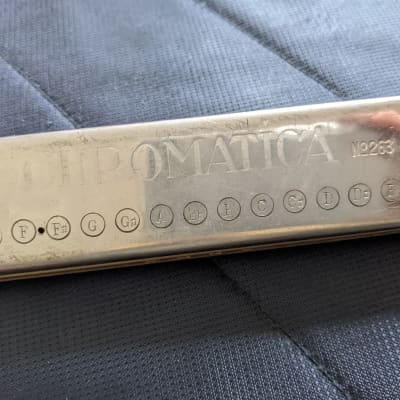 CHROMATICA No263
F F# G G# A C C# D D#